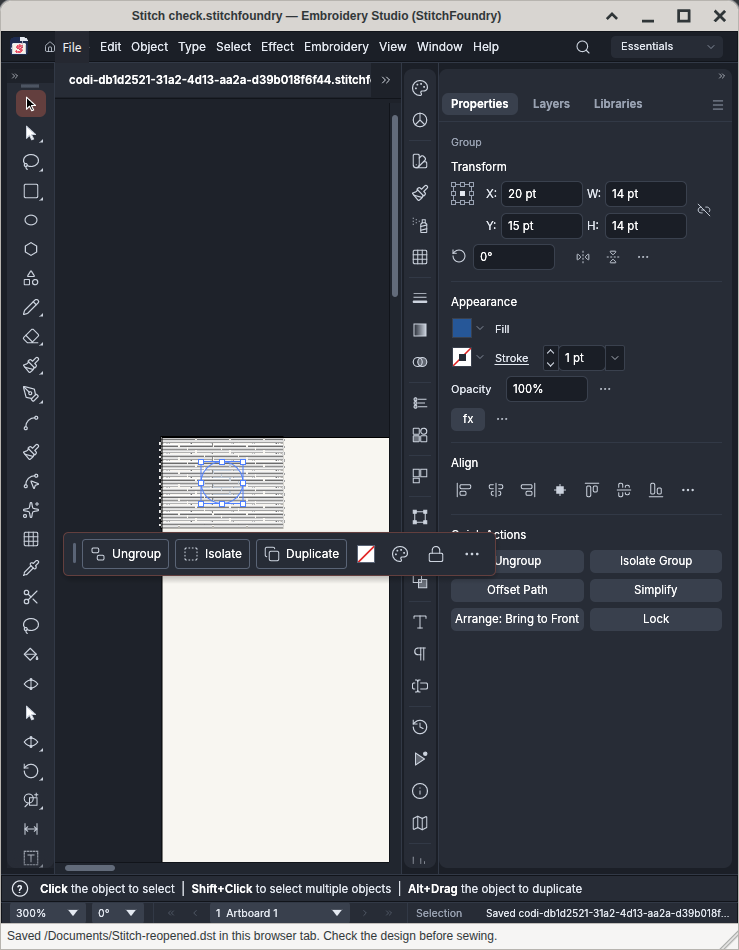 Stitch check.stitchfoundry — Embroidery Studio (StitchFoundry)
File Edit Object Type Select Effect Embroidery View Window Help
Essentials
codi-db1d2521-31a2-4d13-aa2a-d39b018f6f44.stitchf
Properties Layers Libraries
Group
Transform
X: 20 pt W: 14 pt
Y: 15 pt H: 14 pt
0°
Appearance
Fill
Stroke 1 pt
Opacity 100%
fx
Align
Ungroup Isolate Duplicate
Ungroup Isolate Group
Offset Path Simplify
Arrange: Bring to Front Lock
Click the object to select | Shift+Click to select multiple objects | Alt+Drag the object to duplicate
300% 0° 1 Artboard 1 Selection Saved codi-db1d2521-31a2-4d13-aa2a-d39b018f...
Saved /Documents/Stitch-reopened.dst in this browser tab. Check the design before sewing.